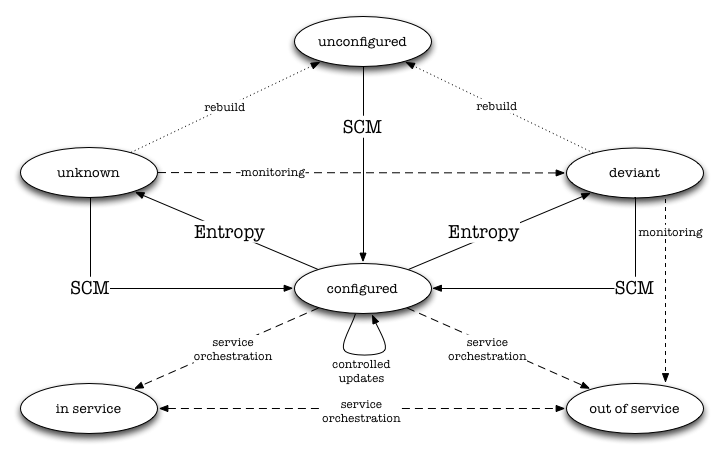 unconfigured
rebuild
rebuild
SCM
unknown
monitoring
deviant
Entropy
Entropy
monitoring
SCM
configured
SCM
service
orchestration
service
orchestration
controlled
updates
in service
service
orchestration
out of service